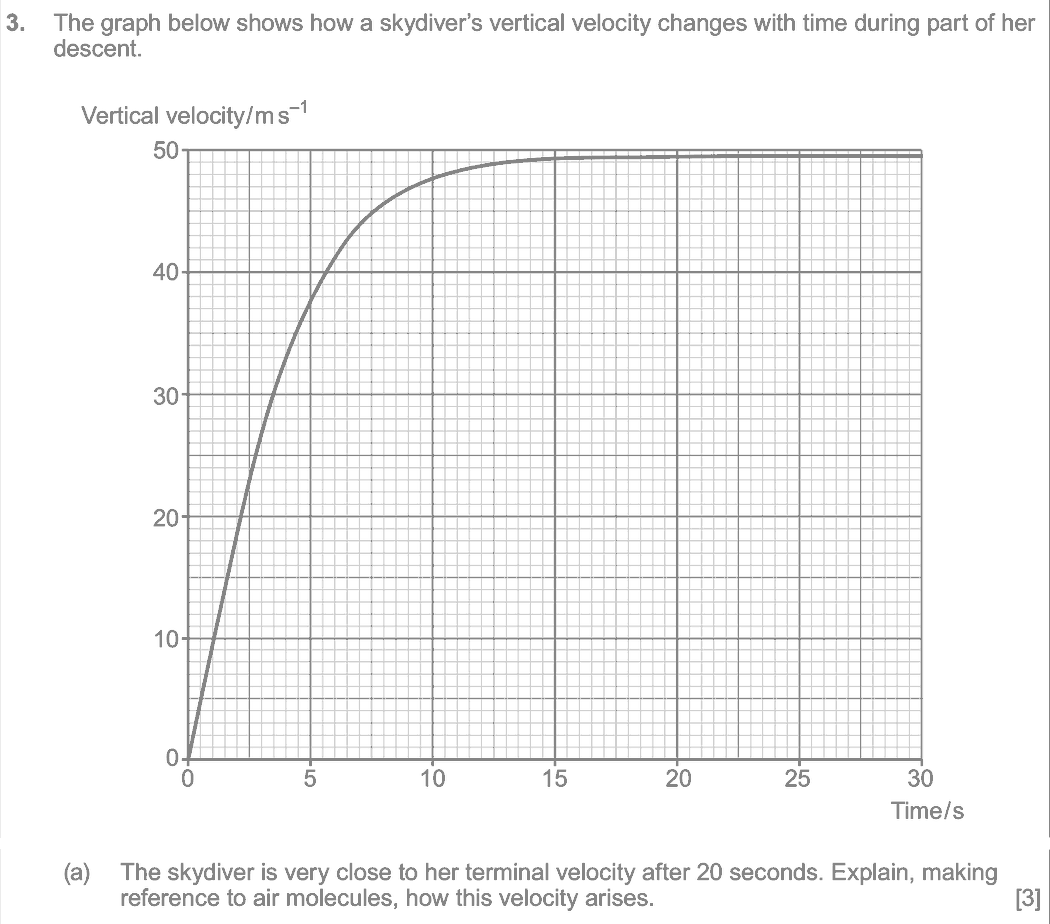 3. The graph below shows how a skydiver’s vertical velocity changes with time during part of her
descent.
Vertical velocity/m s⁻¹
50
40
30
20
10
0
0 5 10 15 20 25 30
Time/s
(a) The skydiver is very close to her terminal velocity after 20 seconds. Explain, making
reference to air molecules, how this velocity arises. [3]